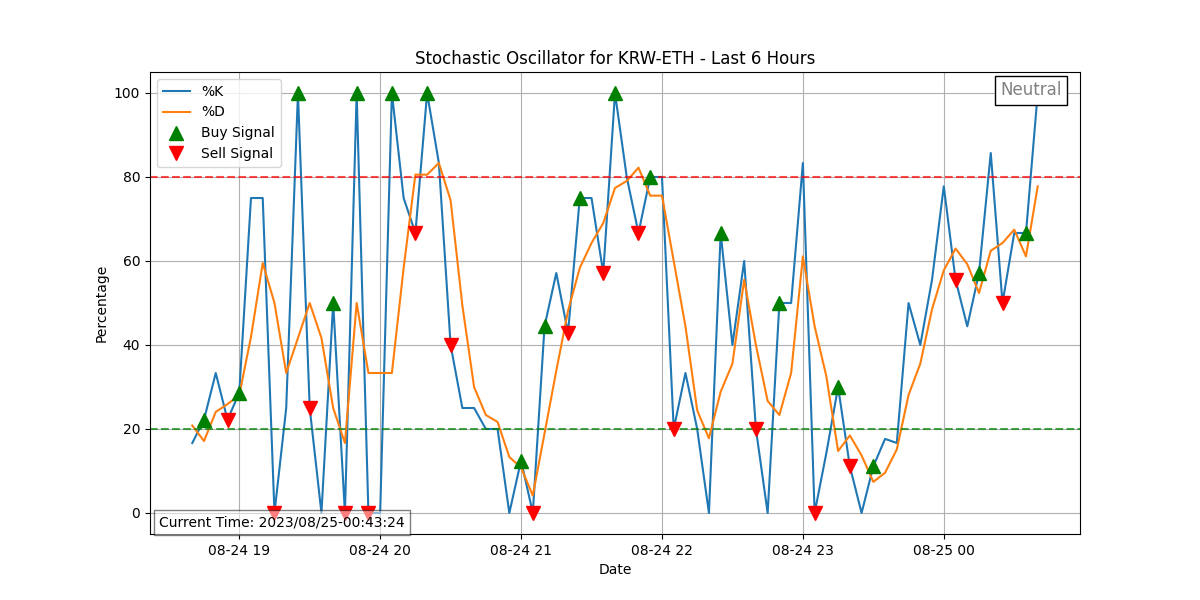 Stochastic Oscillator for KRW-ETH - Last 6 Hours
%K
%D
Buy Signal
Sell Signal
Neutral
100
80
60
40
20
0
Percentage
Current Time: 2023/08/25-00:43:24
08-24 19
08-24 20
08-24 21
08-24 22
08-24 23
08-25 00
Date